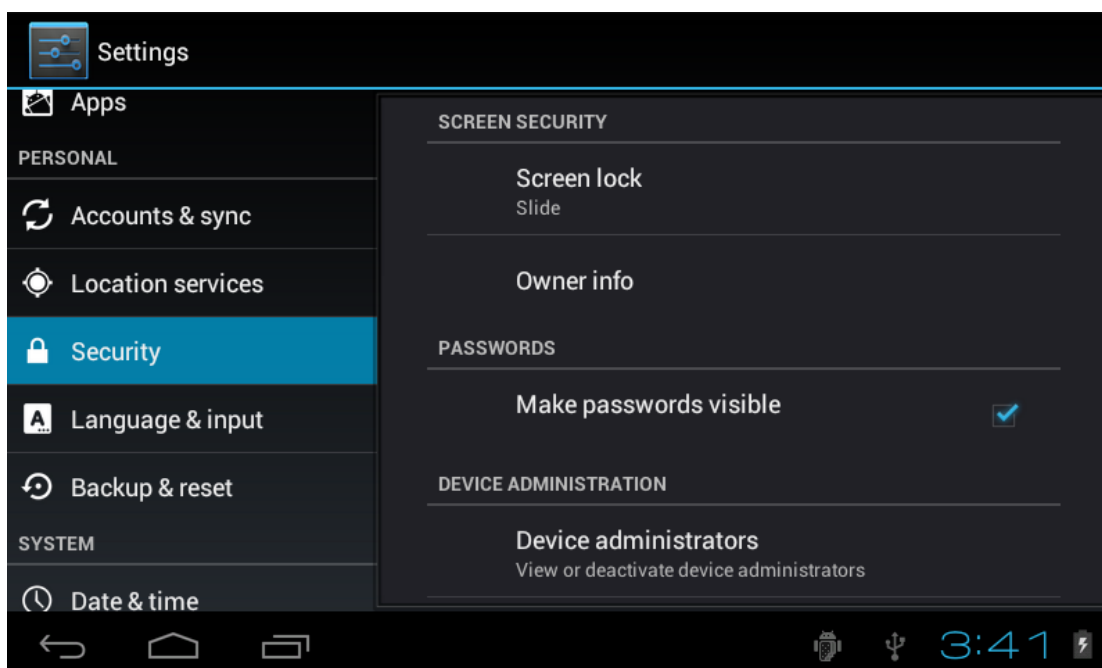 Settings
Apps
PERSONAL
Accounts & sync
Location services
Security
Language & input
Backup & reset
SYSTEM
Date & time
SCREEN SECURITY
Screen lock
Slide
Owner info
PASSWORDS
Make passwords visible
DEVICE ADMINISTRATION
Device administrators
View or deactivate device administrators
3:41